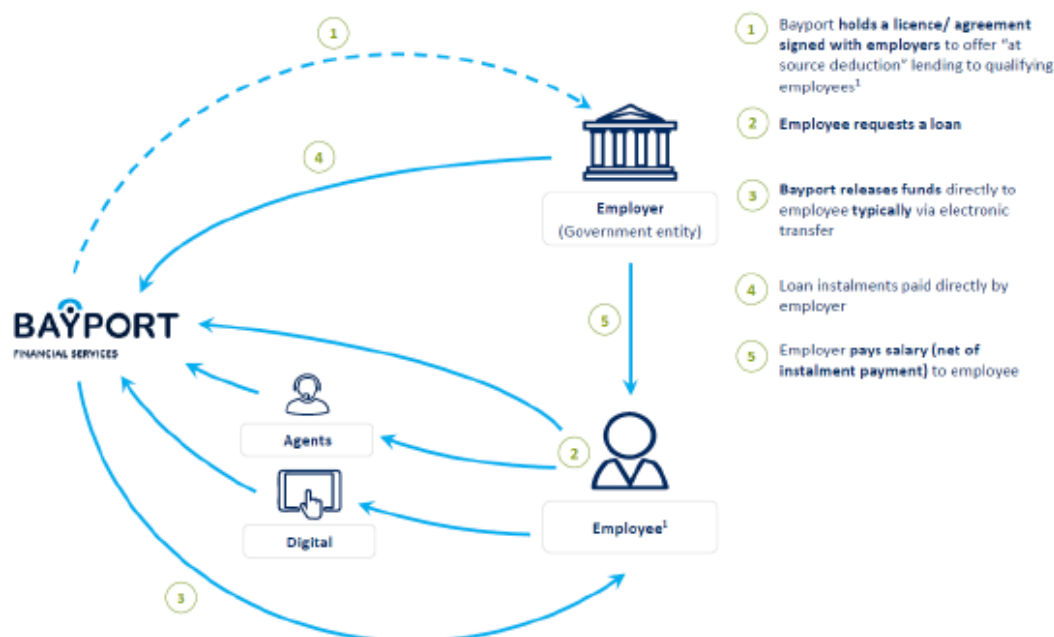 1
1
Bayport holds a licence/ agreement
signed with employers to offer "at
source deduction" lending to qualifying
employees1
2
Employee requests a loan
4
3
Bayport releases funds directly to
employee typically via electronic
transfer
Employer
(Government entity)
4
Loan instalments paid directly by
employer
5
5
Employer pays salary (net of
instalment payment) to employee
BAYPORT
FINANCIAL SERVICES
Agents
2
Digital
Employee1
3